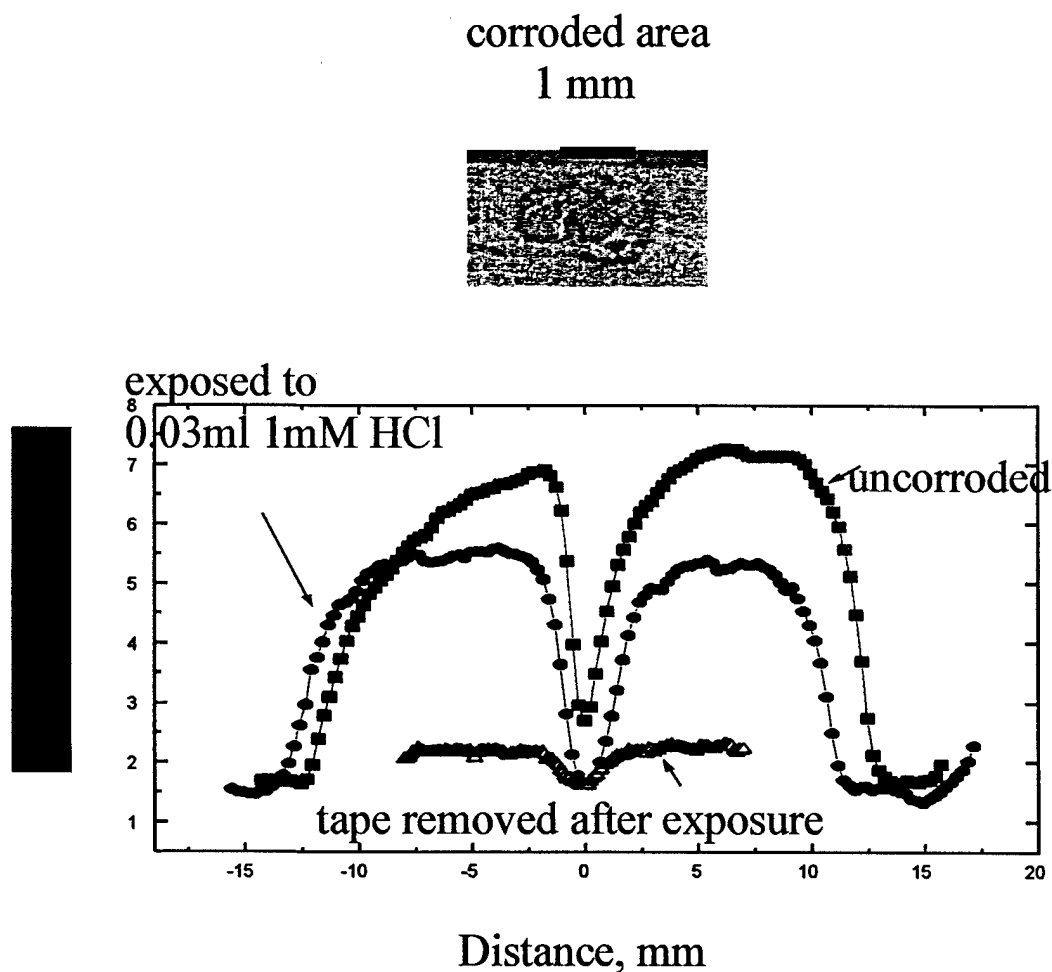 corroded area
1 mm
exposed to
0.03ml 1mM HCl
uncorroded
tape removed after exposure
8
7
6
5
4
3
2
1
-15
-10
-5
0
5
10
15
20
Distance, mm